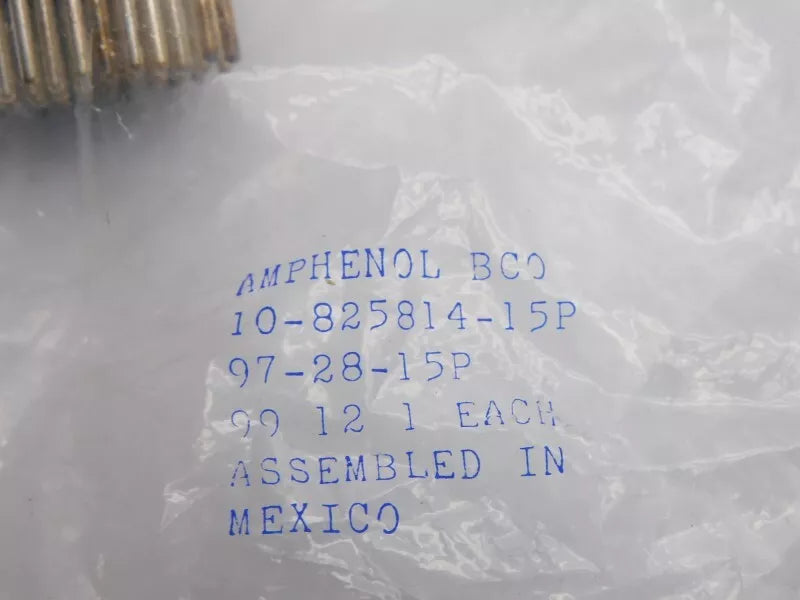 AMPHENOL BCO
10-825814-15P
97-28-15P
99 12 1 EACH
ASSEMBLED IN
MEXICO